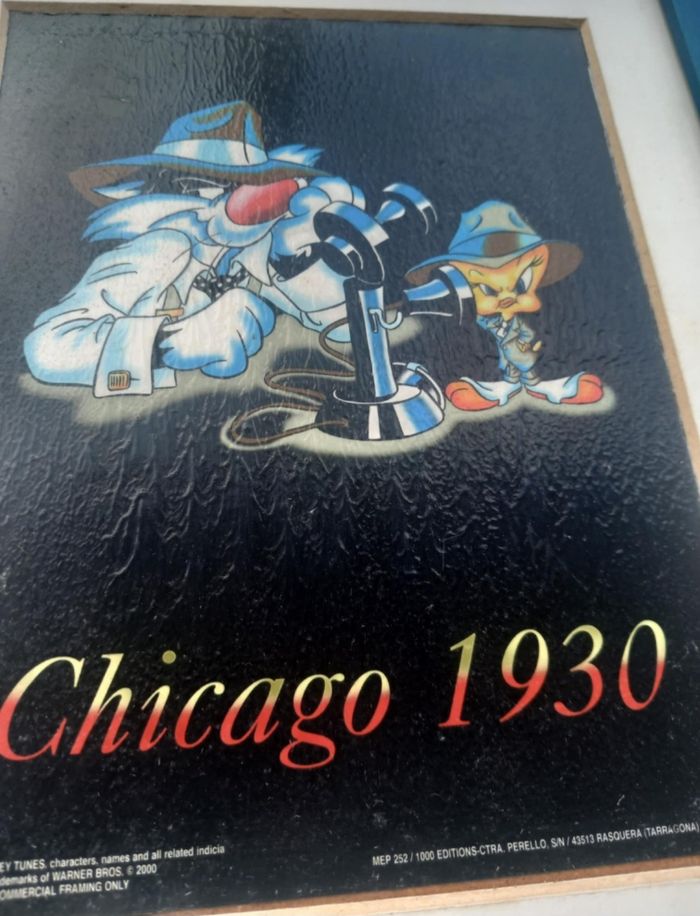 Chicago 1930
EY TUNES, characters, names and all related indicia
demarks of WARNER BROS. © 2000
OMMERCIAL FRAMING ONLY
MEP 252 / 1000 EDITIONS-CTRA. PERELLO, S/N / 43513 RASQUERA (TARRAGONA)